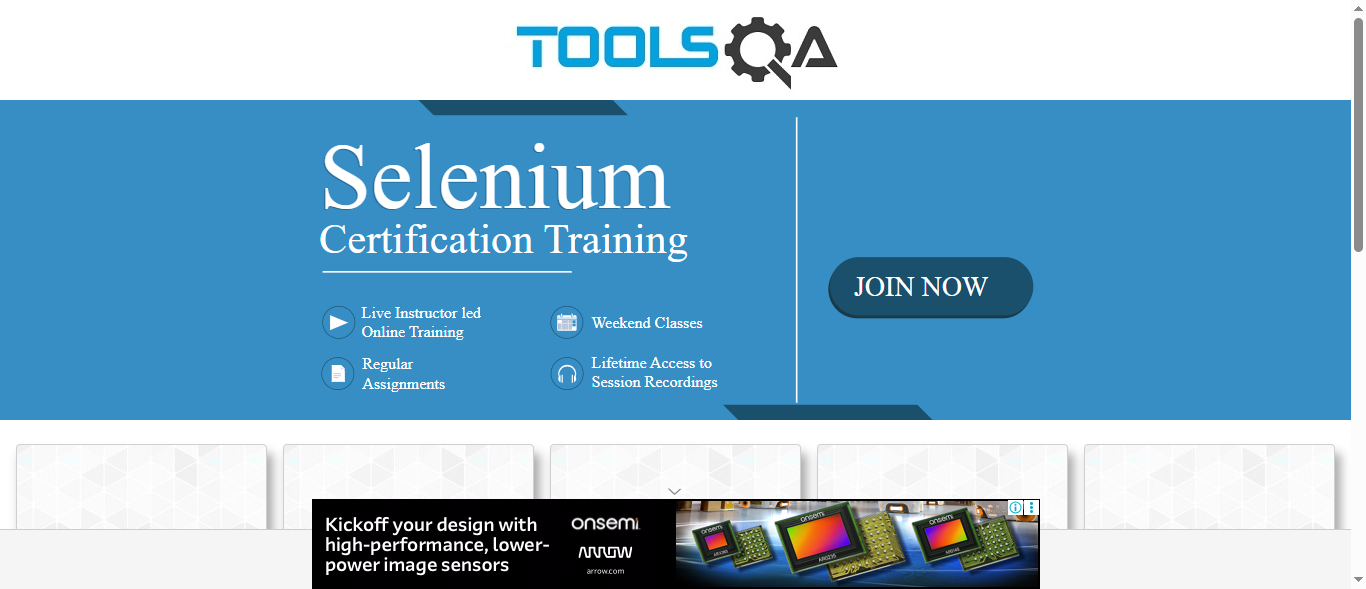 TOOLSQA
Selenium
Certification Training
JOIN NOW
Live Instructor led
Online Training
Weekend Classes
Regular
Assignments
Lifetime Access to
Session Recordings
Kickoff your design with
high-performance, lower-
power image sensors
onsemi
ARROW
arrow.com
onsemi
onsemi
AR0235
onsemi